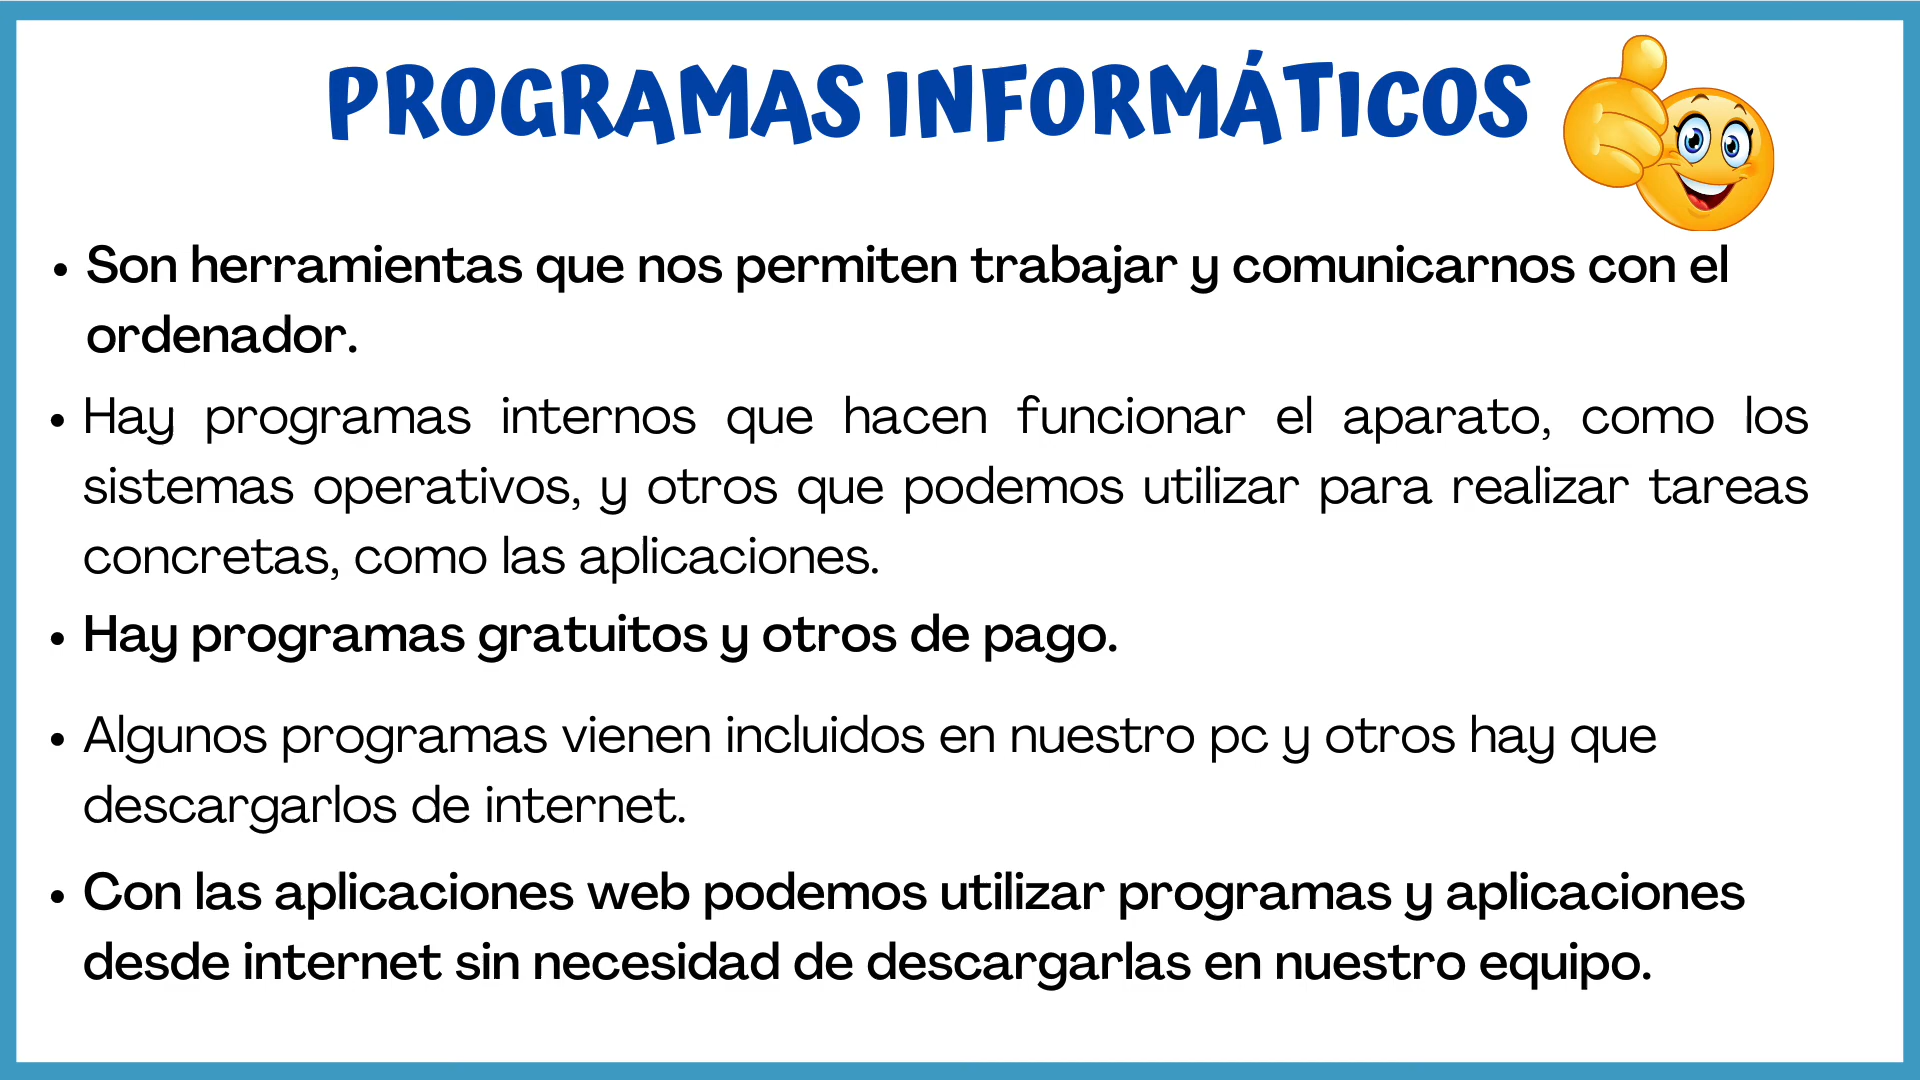 PROGRAMAS INFORMÁTICOS
• Son herramientas que nos permiten trabajar y comunicarnos con el
ordenador.
• Hay programas internos que hacen funcionar el aparato, como los
sistemas operativos, y otros que podemos utilizar para realizar tareas
concretas, como las aplicaciones.
• Hay programas gratuitos y otros de pago.
• Algunos programas vienen incluidos en nuestro pc y otros hay que
descargarlos de internet.
• Con las aplicaciones web podemos utilizar programas y aplicaciones
desde internet sin necesidad de descargarlas en nuestro equipo.